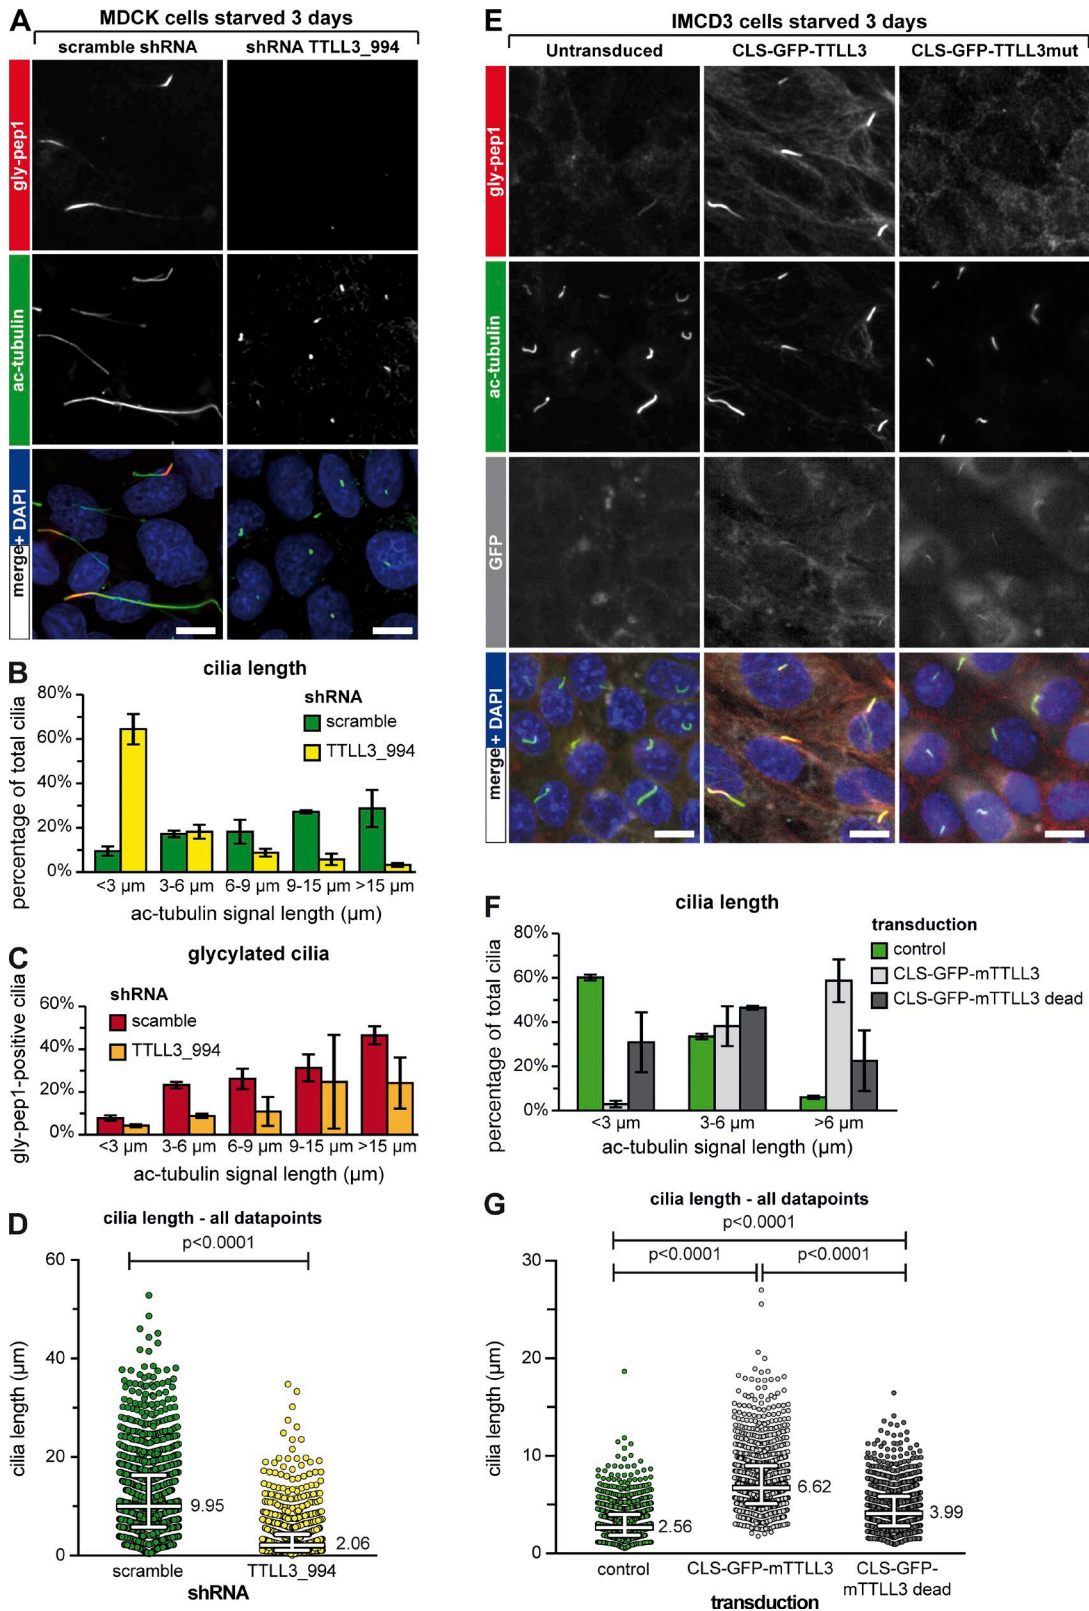 A
MDCK cells starved 3 days
scramble shRNA
shRNA TTLL3_994
gly-pep1
ac-tubulin
merge + DAPI
B
cilia length
percentage of total cilia
80%
60%
40%
20%
0%
shRNA
scramble
TTLL3_994
<3 µm
3-6 µm
6-9 µm
9-15 µm
>15 µm
ac-tubulin signal length (µm)
C
glycylated cilia
gly-pep1-positive cilia
60%
40%
20%
0%
shRNA
scamble
TTLL3_994
<3 µm
3-6 µm
6-9 µm
9-15 µm
>15 µm
ac-tubulin signal length (µm)
D
cilia length - all datapoints
p<0.0001
cilia length (µm)
60
40
20
0
9.95
2.06
scramble
TTLL3_994
shRNA
E
IMCD3 cells starved 3 days
Untransduced
CLS-GFP-TTLL3
CLS-GFP-TTLL3mut
gly-pep1
ac-tubulin
GFP
merge + DAPI
F
cilia length
percentage of total cilia
80%
60%
40%
20%
0%
transduction
control
CLS-GFP-mTTLL3
CLS-GFP-mTTLL3 dead
<3 µm
3-6 µm
>6 µm
ac-tubulin signal length (µm)
G
cilia length - all datapoints
p<0.0001
p<0.0001
p<0.0001
cilia length (µm)
30
20
10
0
2.56
6.62
3.99
control
CLS-GFP-mTTLL3
CLS-GFP-
mTTLL3 dead
transduction